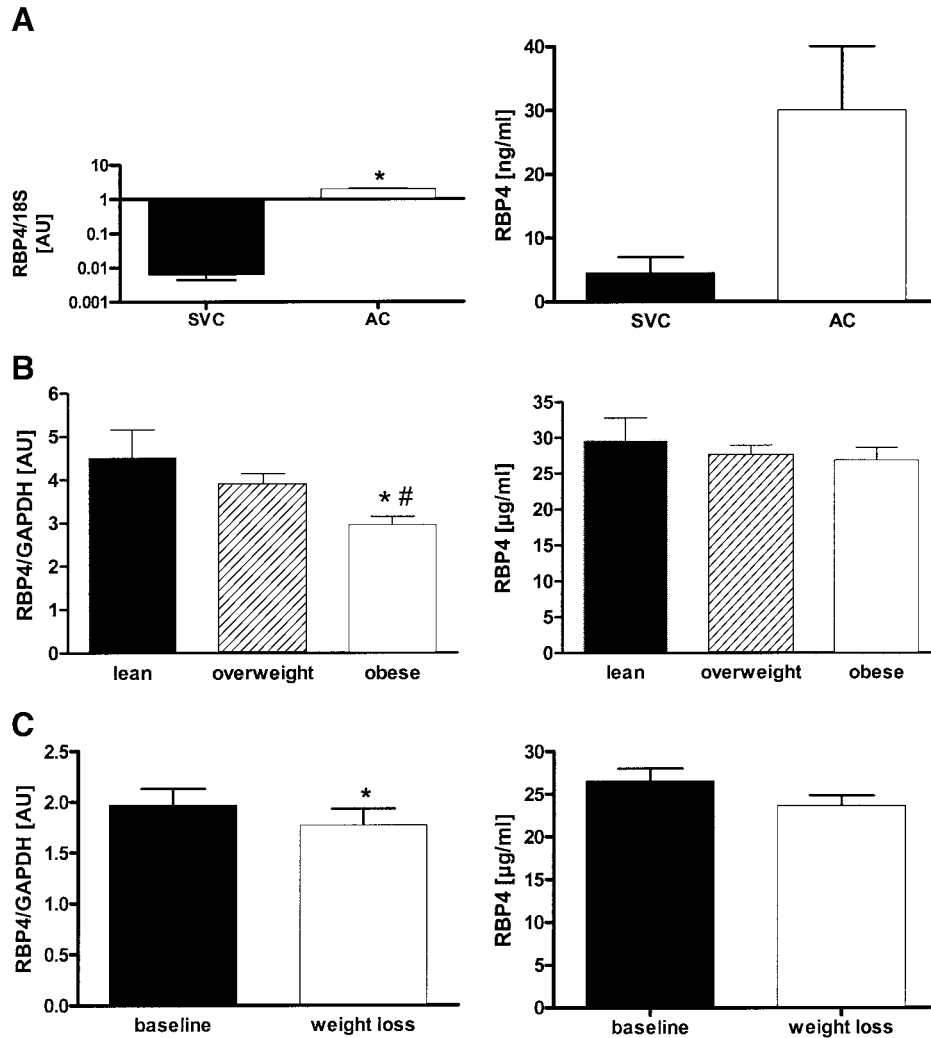 A
RBP4/18S
[AU]
10
1
0.1
0.01
0.001
*
SVC
AC
RBP4 [ng/ml]
40
30
20
10
0
SVC
AC
B
RBP4/GAPDH [AU]
6
5
4
3
2
1
0
* #
lean
overweight
obese
RBP4 [µg/ml]
35
30
25
20
15
10
5
0
lean
overweight
obese
C
RBP4/GAPDH [AU]
2.5
2.0
1.5
1.0
0.5
0.0
*
baseline
weight loss
RBP4 [µg/ml]
30
25
20
15
10
5
0
baseline
weight loss